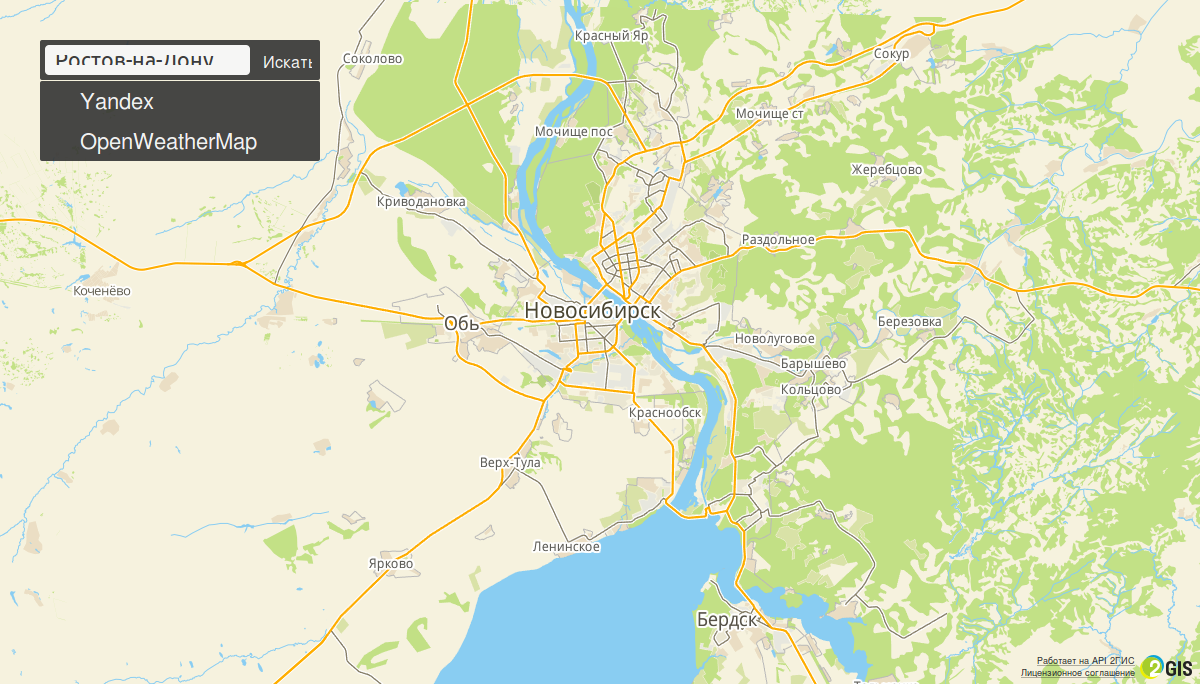 Ростов-на-Дону
Искать
Yandex
OpenWeatherMap
Красный Яр
Сокур
Соколово
Мочище ст
Мочище пос
Жеребцово
Криводановка
Раздольное
Коченёво
Новосибирск
Обь
Березовка
Новолуговое
Барышево
Кольцово
Краснообск
Верх-Тула
Ленинское
Ярково
Бердск
Работает на API 2ГИС
Лицензионное соглашение
2GIS